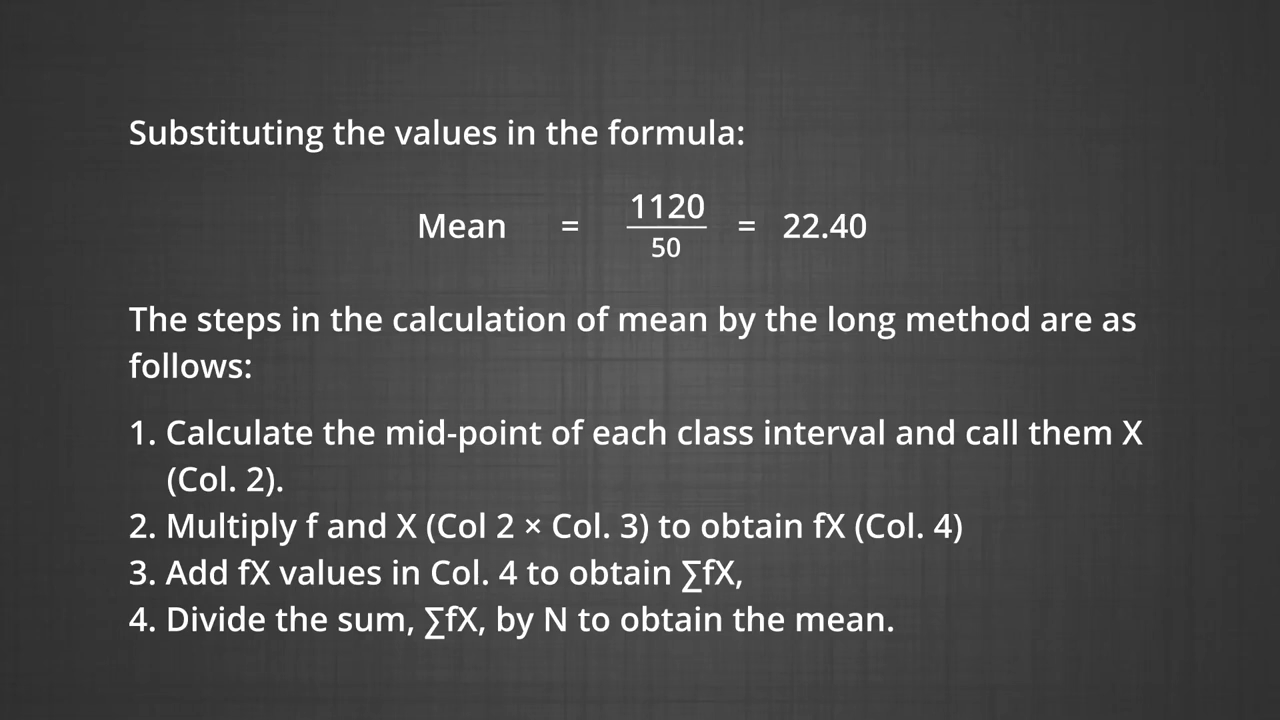 Substituting the values in the formula:
Mean = 1120/50 = 22.40
The steps in the calculation of mean by the long method are as
follows:
1. Calculate the mid-point of each class interval and call them X
(Col. 2).
2. Multiply f and X (Col 2 × Col. 3) to obtain fX (Col. 4)
3. Add fX values in Col. 4 to obtain ∑fX,
4. Divide the sum, ∑fX, by N to obtain the mean.